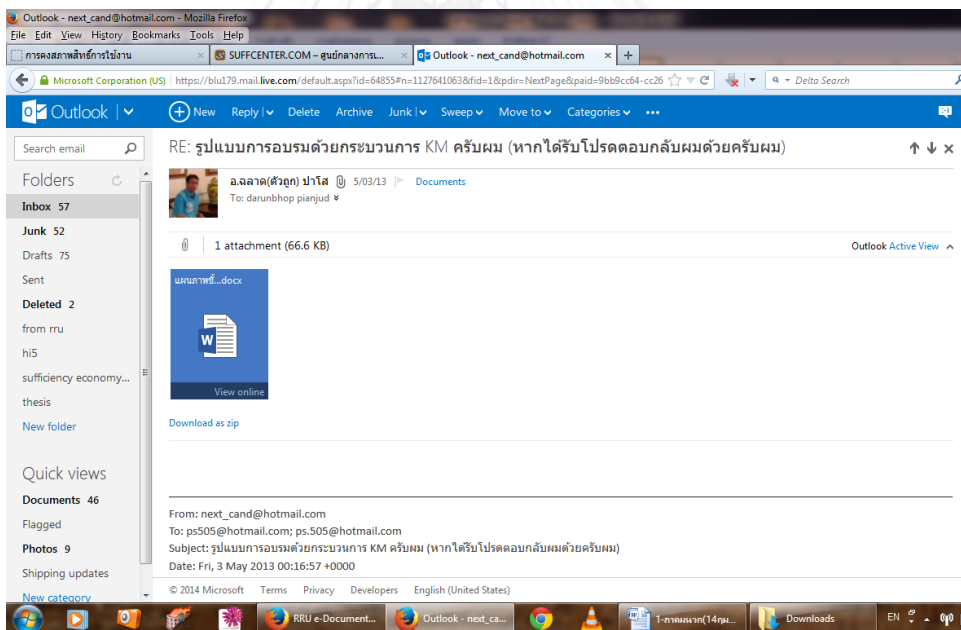 Outlook - next_cand@hotmail.com - Mozilla Firefox
File Edit View History Bookmarks Tools Help
การคงสภาพสิทธิ์การใช้งาน × SUFFCENTER.COM – ศูนย์กลางการเ... × Outlook - next_cand@hotmail.com × +
Microsoft Corporation (US) https://blu179.mail.live.com/default.aspx?id=64855#n=1127641063&fid=1&pdir=NextPage&paid=9bb9cc64-cc26 Delta Search
Outlook New Reply Delete Archive Junk Sweep Move to Categories •••
Search email
RE: รูปแบบการอบรมด้วยกระบวนการ KM ครับผม (หากได้รับโปรดตอบกลับผมด้วยครับผม)
Folders
อ.ฉลาด(ตัวถูก) ปาโส 5/03/13 Documents
To: darunbhop pianjud
Inbox 57
Junk 52
Drafts 75
Sent
Deleted 2
from rru
hi5
sufficiency economy...
thesis
New folder
Quick views
Documents 46
Flagged
Photos 9
Shipping updates
New category
1 attachment (66.6 KB)
Outlook Active View
แผนภาพขี้...docx
W
View online
Download as zip
From: next_cand@hotmail.com
To: ps505@hotmail.com; ps.505@hotmail.com
Subject: รูปแบบการอบรมด้วยกระบวนการ KM ครับผม (หากได้รับโปรดตอบกลับผมด้วยครับผม)
Date: Fri, 3 May 2013 00:16:57 +0000
© 2014 Microsoft Terms Privacy Developers English (United States)
RRU e-Document... Outlook - next_ca... 1-ภาคผนวก(14กุม... Downloads EN